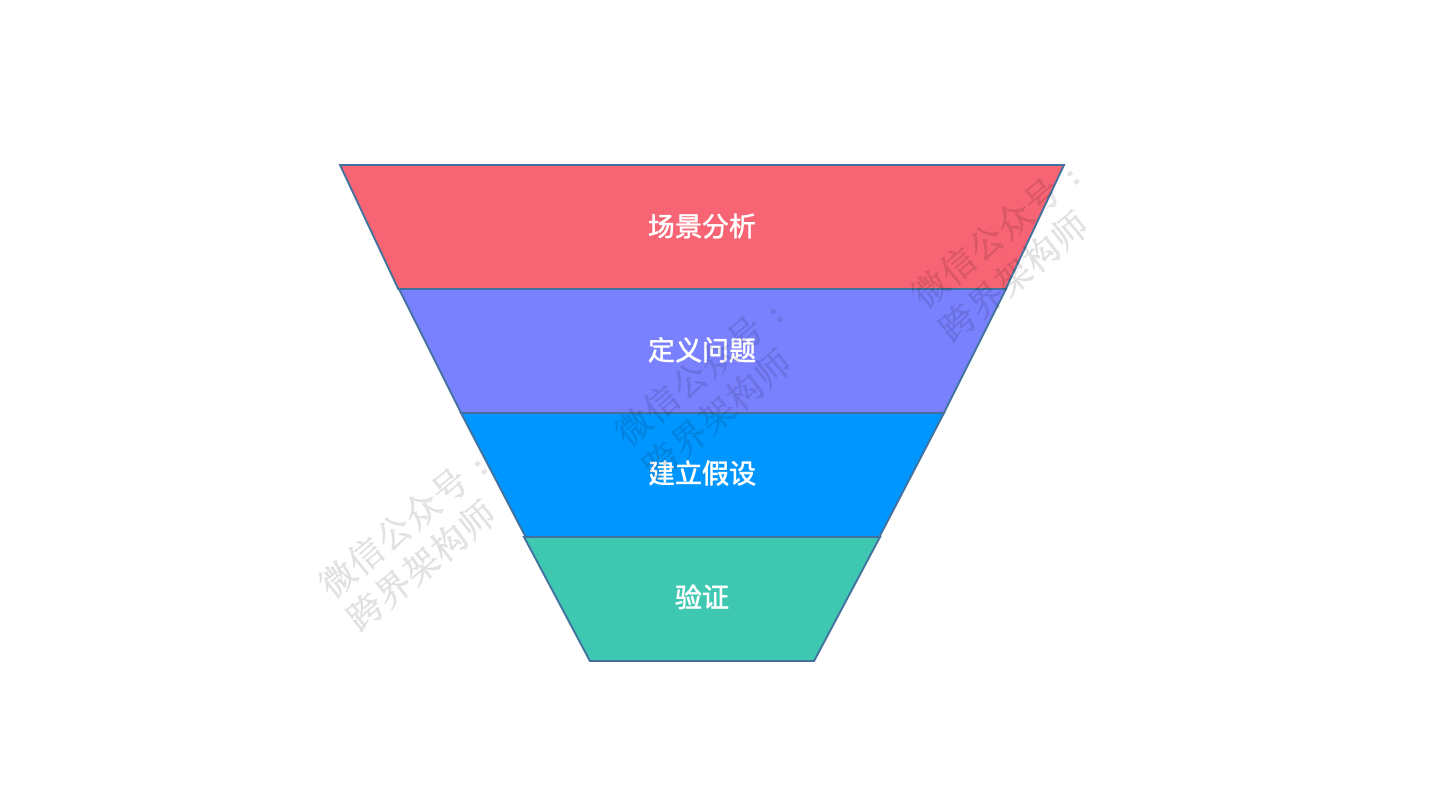 场景分析
微信公众号：
跨界架构师
定义问题
微信公众号：
跨界架构师
建立假设
微信公众号：
跨界架构师
验证